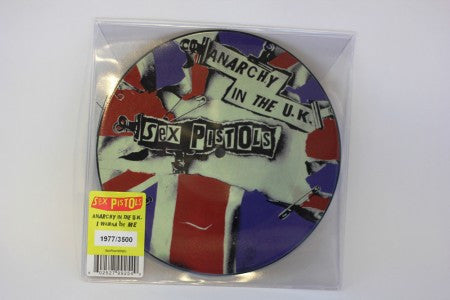 ANARCHY
IN THE U.K.
SEX PISTOLS
SEX PISTOLS
ANARCHY IN THE U.K.
I WANNA BE ME
1977/3500